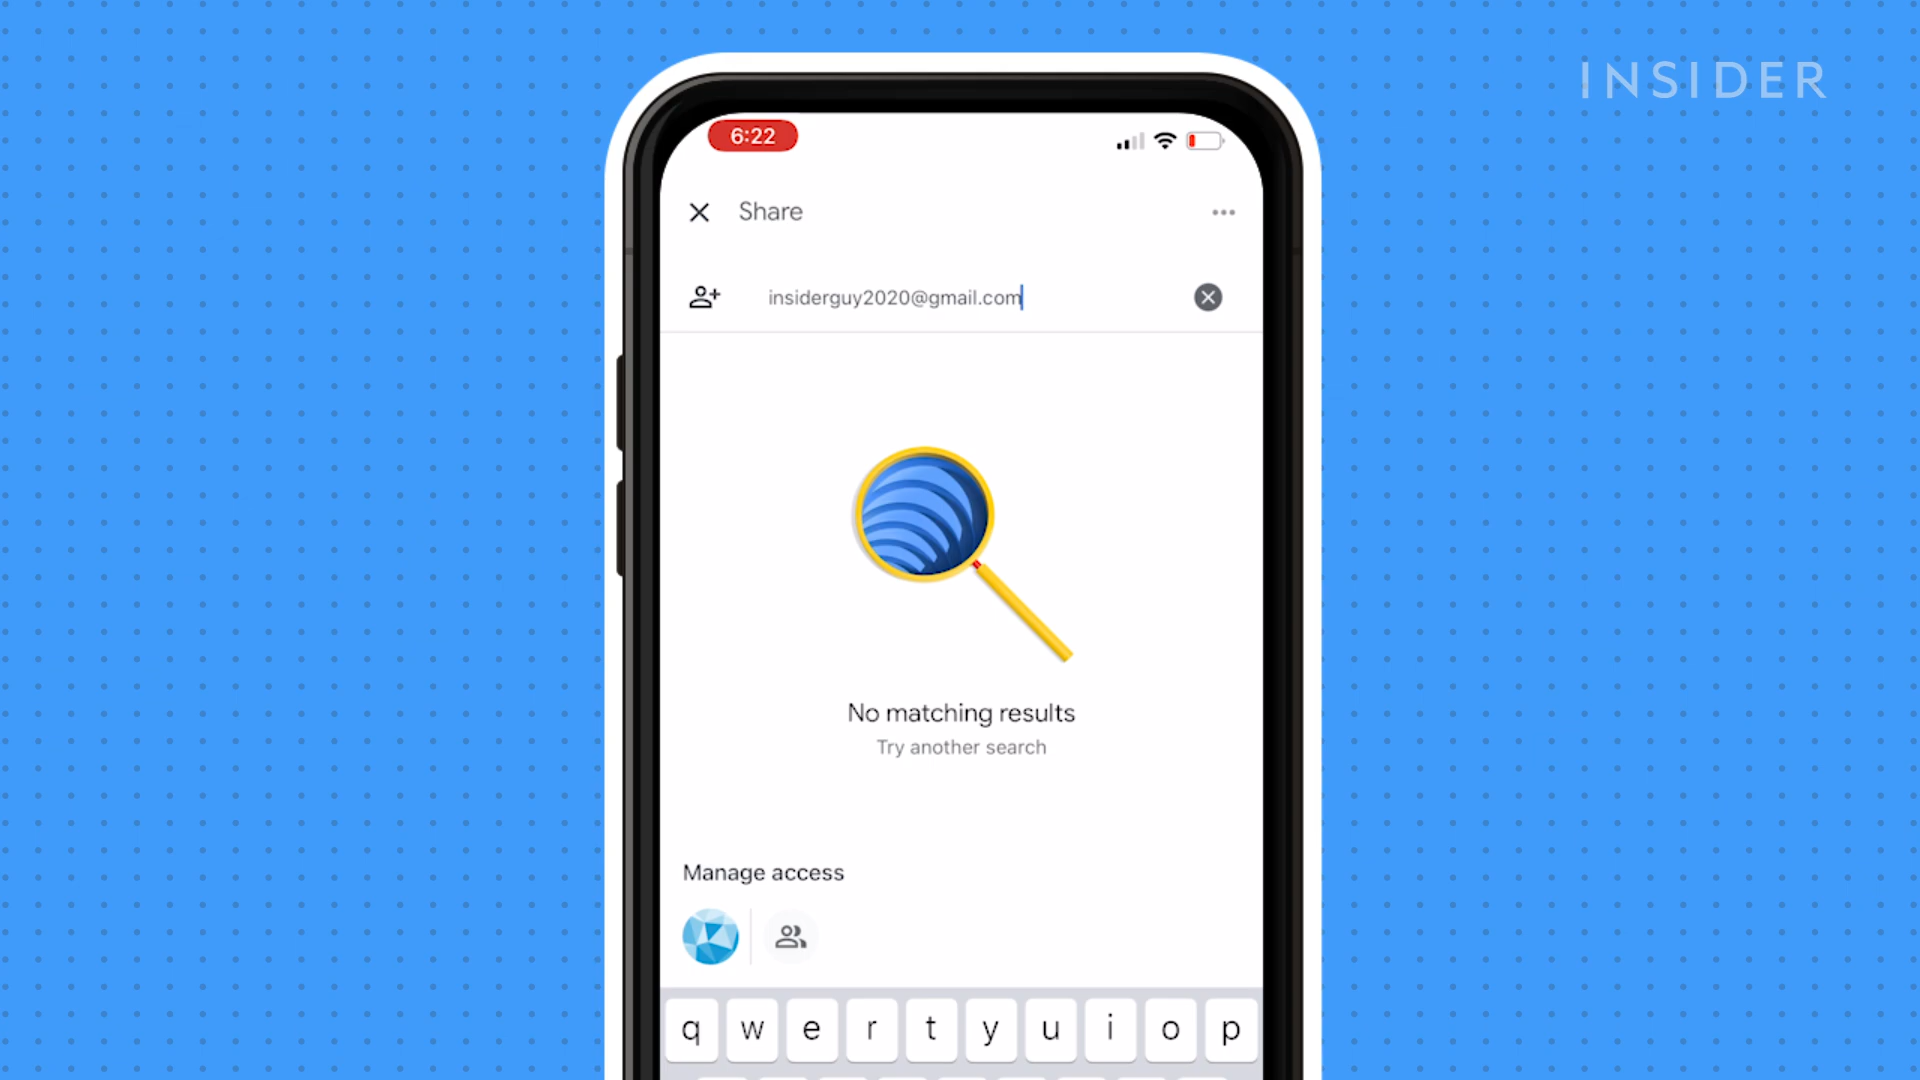 INSIDER
6:22
Share
insiderguy2020@gmail.com
No matching results
Try another search
Manage access
q w e r t y u i o p